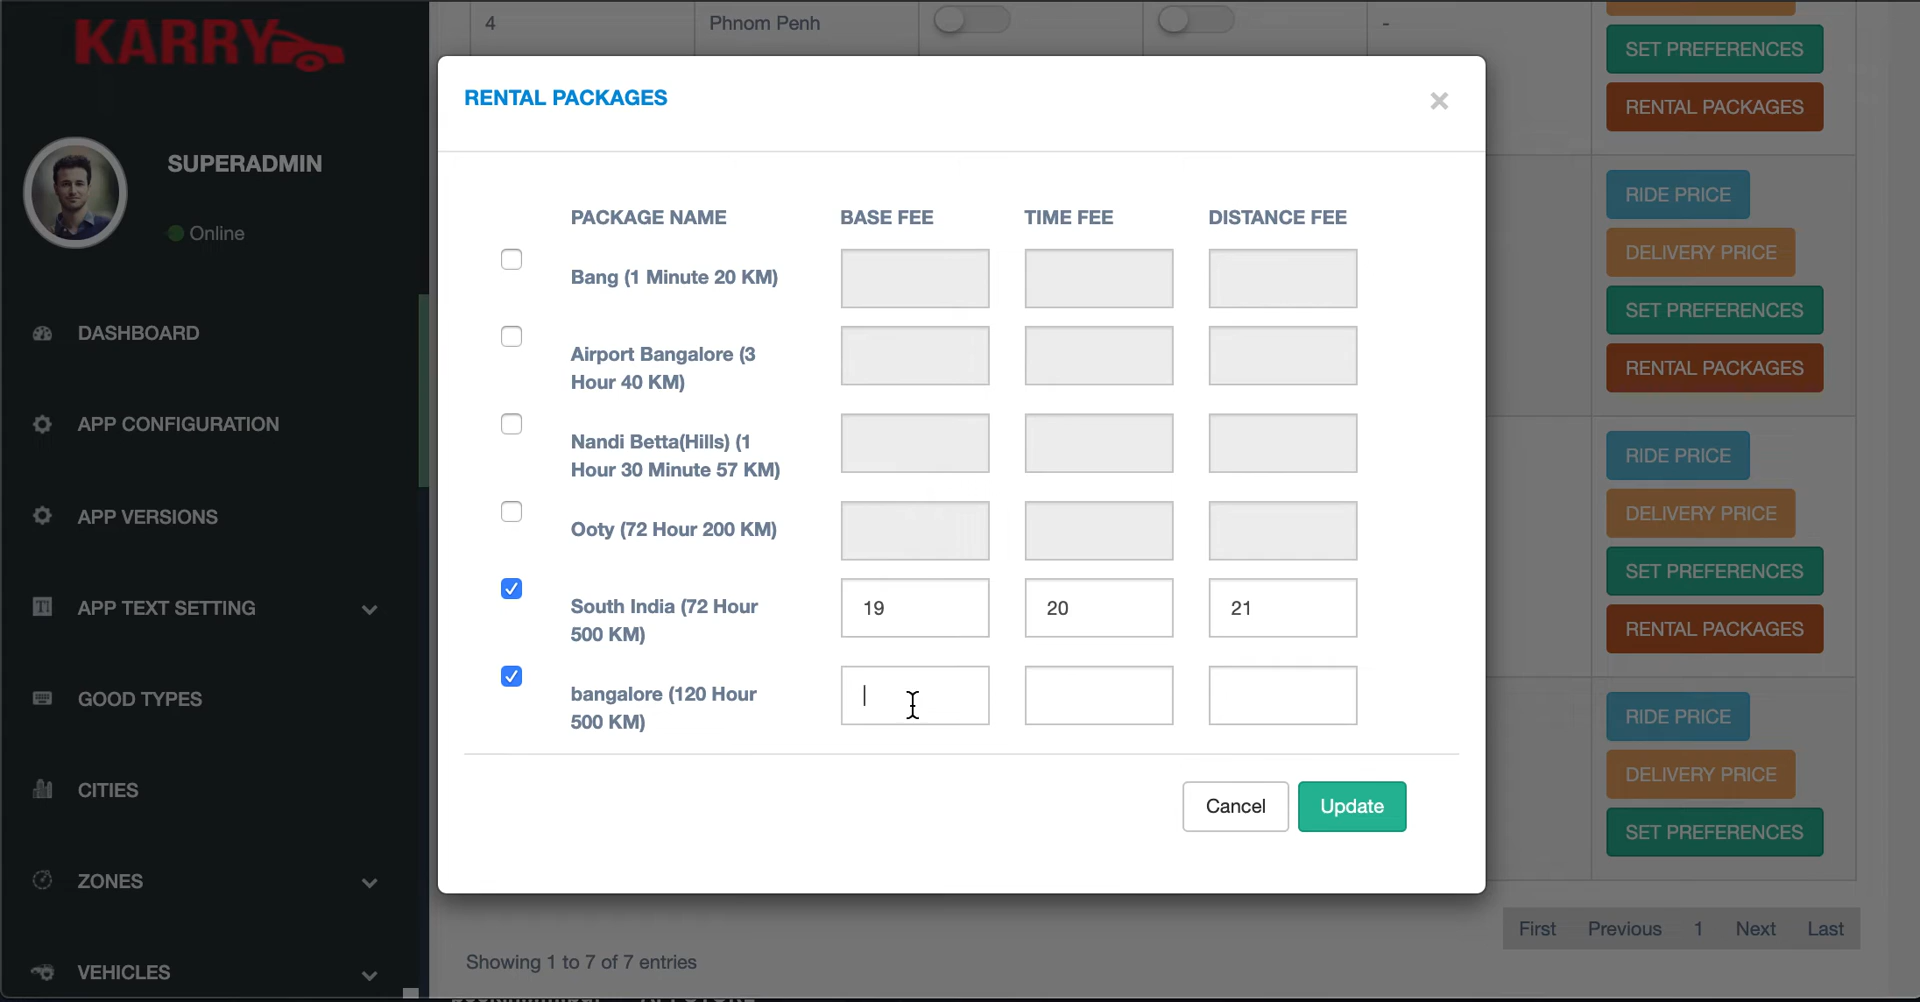 KARRY
SUPERADMIN
Online
DASHBOARD
APP CONFIGURATION
APP VERSIONS
APP TEXT SETTING
GOOD TYPES
CITIES
ZONES
VEHICLES
4 Phnom Penh -
SET PREFERENCES
RENTAL PACKAGES
RIDE PRICE
DELIVERY PRICE
SET PREFERENCES
RENTAL PACKAGES
RIDE PRICE
DELIVERY PRICE
SET PREFERENCES
RENTAL PACKAGES
RIDE PRICE
DELIVERY PRICE
SET PREFERENCES
RENTAL PACKAGES
×
PACKAGE NAME BASE FEE TIME FEE DISTANCE FEE
Bang (1 Minute 20 KM)
Airport Bangalore (3
Hour 40 KM)
Nandi Betta(Hills) (1
Hour 30 Minute 57 KM)
Ooty (72 Hour 200 KM)
South India (72 Hour
500 KM)
19 20 21
bangalore (120 Hour
500 KM)
Cancel Update
First Previous 1 Next Last
Showing 1 to 7 of 7 entries